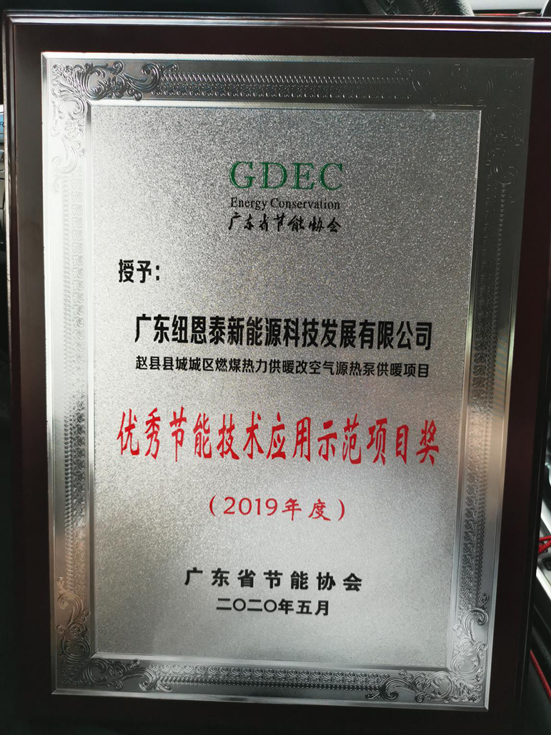 GDEC
Energy Conservation
广东省节能协会
授予：
广东纽恩泰新能源科技发展有限公司
赵县县城城区燃煤热力供暖改空气源热泵供暖项目
优秀节能技术应用示范项目奖
（2019年度）
广东省节能协会
二〇二〇年五月